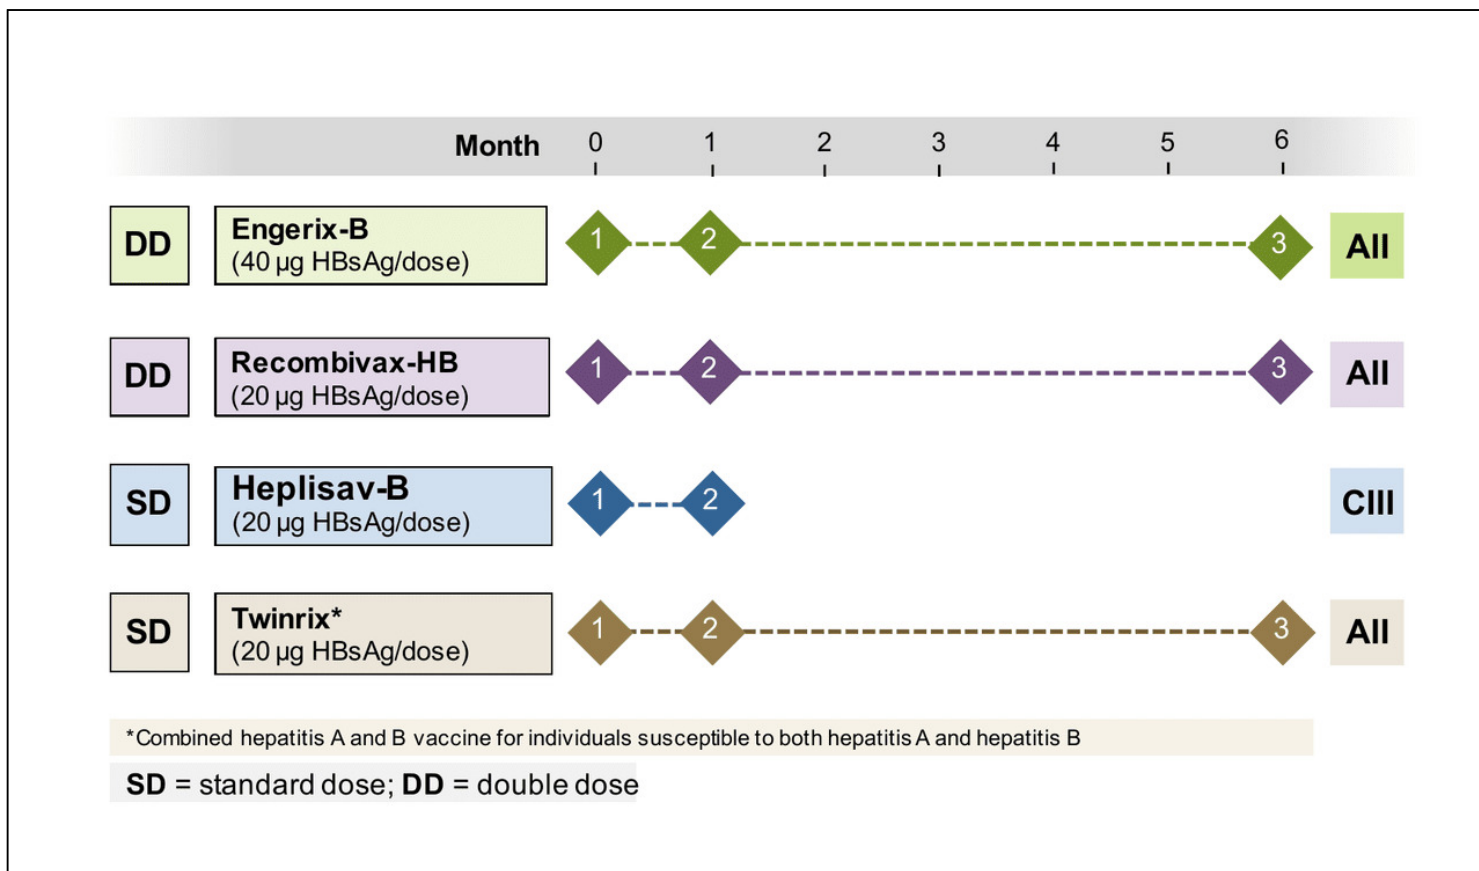 Month 0 1 2 3 4 5 6
DD Engerix-B 1 2 3 AII
(40 µg HBsAg/dose)
DD Recombivax-HB 1 2 3 AII
(20 µg HBsAg/dose)
SD Heplisav-B 1 2 CIII
(20 µg HBsAg/dose)
SD Twinrix* 1 2 3 AII
(20 µg HBsAg/dose)
*Combined hepatitis A and B vaccine for individuals susceptible to both hepatitis A and hepatitis B
SD = standard dose; DD = double dose